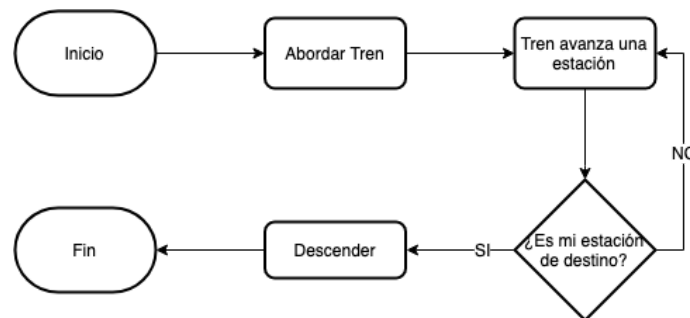 Inicio
Abordar Tren
Tren avanza una
estación
NO
¿Es mi estación
de destino?
SI
Descender
Fin